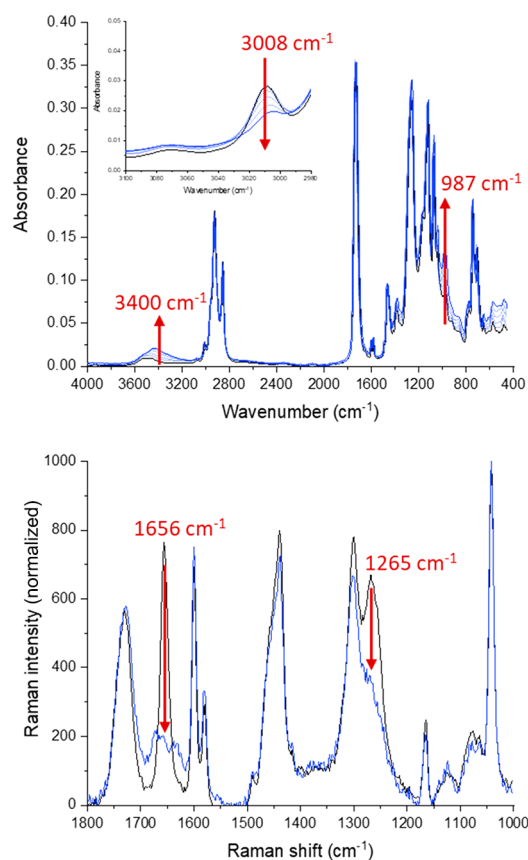 0.40
0.35
0.30
0.25
0.20
0.15
0.10
0.05
0.00
Absorbance
4000 3600 3200 2800 2400 2000 1600 1200 800 400
Wavenumber (cm-1)
0.05
0.04
0.03
0.02
0.01
0.00
Absorbance
3100 3080 3060 3040 3020 3000 2980
Wavenumber (cm-1)
3008 cm-1
987 cm-1
3400 cm-1
1000
800
600
400
200
0
Raman intensity (normalized)
1800 1700 1600 1500 1400 1300 1200 1100 1000
Raman shift (cm-1)
1656 cm-1
1265 cm-1